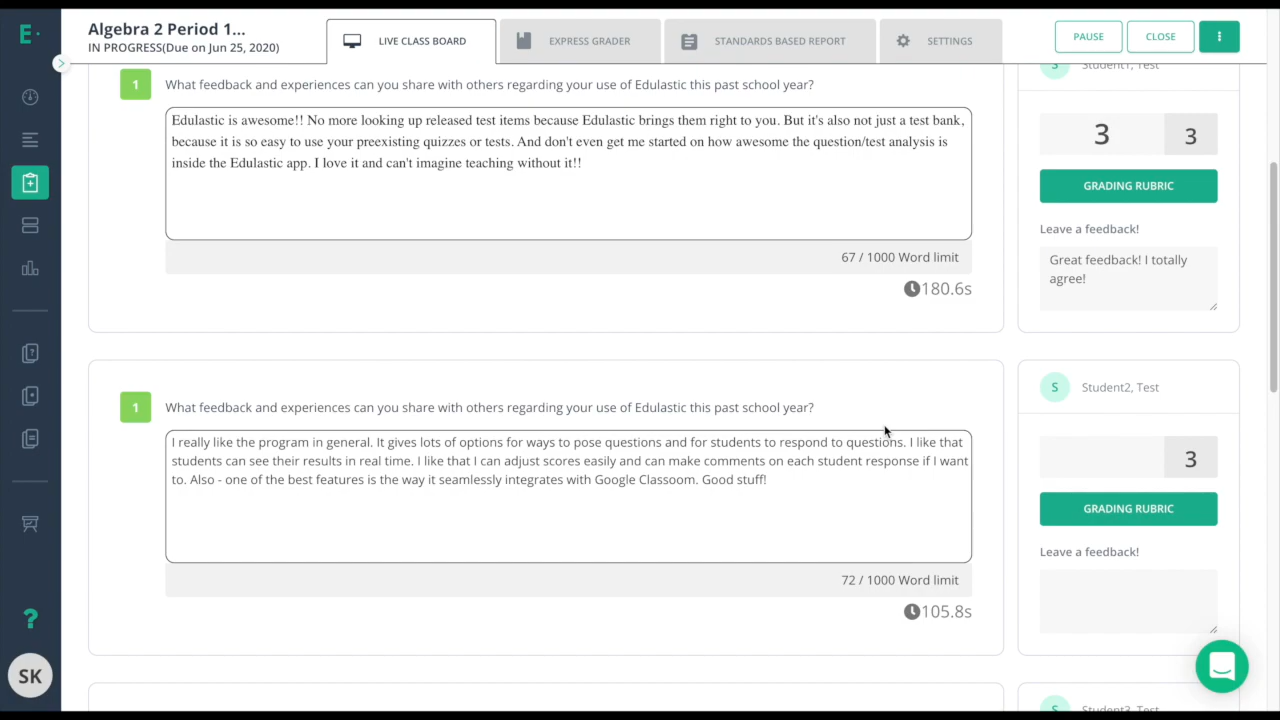 E
Algebra 2 Period 1...
IN PROGRESS(Due on Jun 25, 2020)
LIVE CLASS BOARD
EXPRESS GRADER
STANDARDS BASED REPORT
SETTINGS
PAUSE
CLOSE
1
What feedback and experiences can you share with others regarding your use of Edulastic this past school year?
Edulastic is awesome!! No more looking up released test items because Edulastic brings them right to you. But it's also not just a test bank,
because it is so easy to use your preexisting quizzes or tests. And don't even get me started on how awesome the question/test analysis is
inside the Edulastic app. I love it and can't imagine teaching without it!!
67 / 1000 Word limit
180.6s
S
Student1, Test
3
3
GRADING RUBRIC
Leave a feedback!
Great feedback! I totally
agree!
1
What feedback and experiences can you share with others regarding your use of Edulastic this past school year?
I really like the program in general. It gives lots of options for ways to pose questions and for students to respond to questions. I like that
students can see their results in real time. I like that I can adjust scores easily and can make comments on each student response if I want
to. Also - one of the best features is the way it seamlessly integrates with Google Classoom. Good stuff!
72 / 1000 Word limit
105.8s
S
Student2, Test
3
GRADING RUBRIC
Leave a feedback!
S
Student3, Test
?
SK